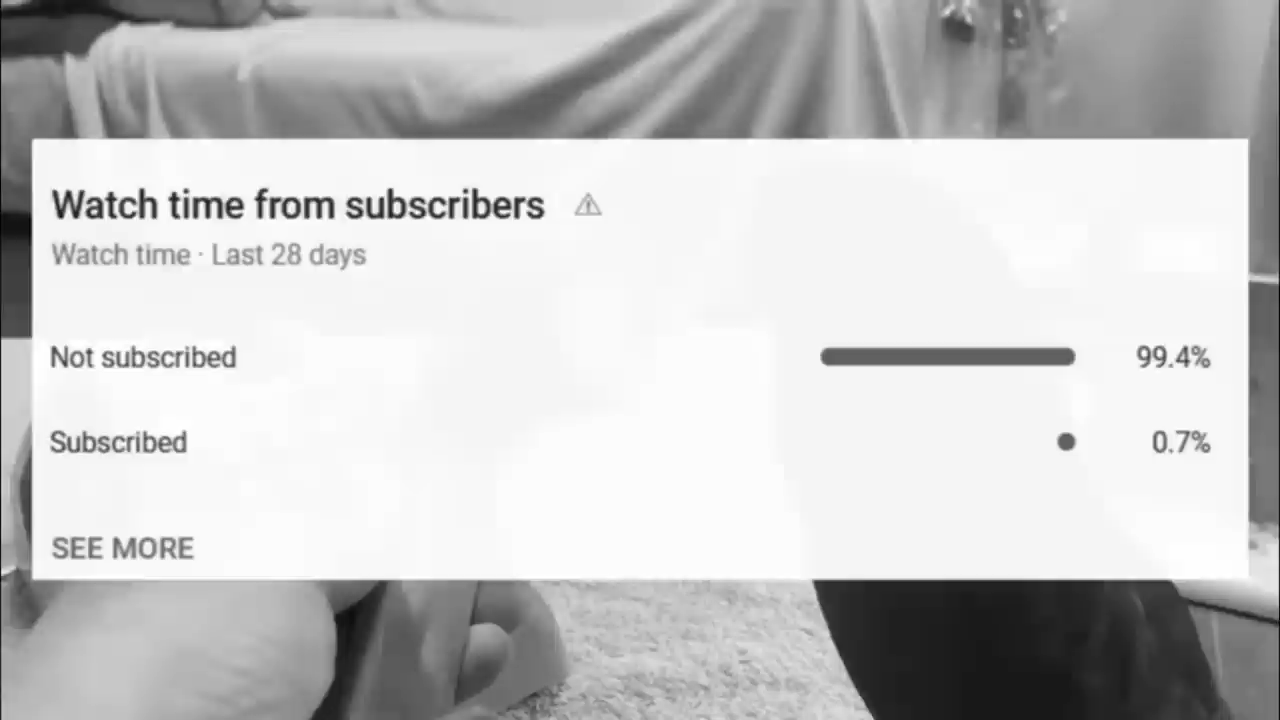 Watch time from subscribers
Watch time · Last 28 days
Not subscribed 99.4%
Subscribed 0.7%
SEE MORE